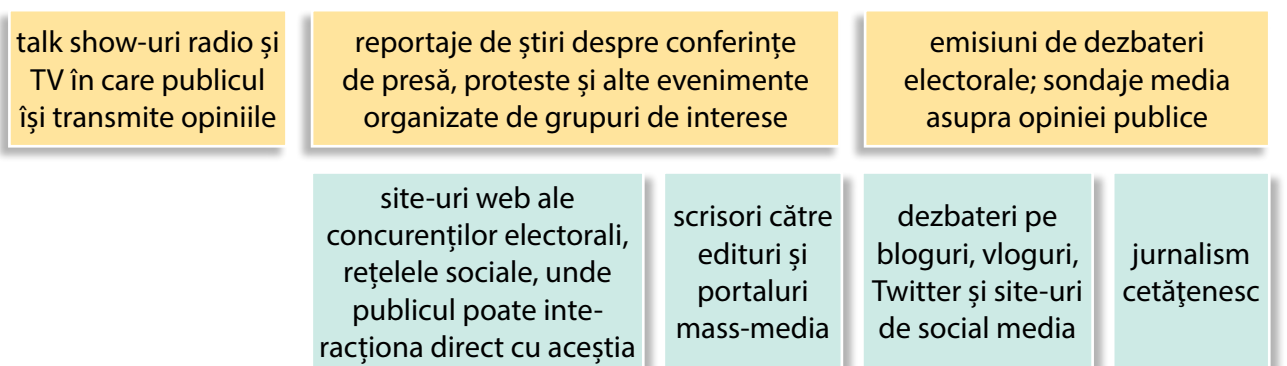 talk show-uri radio și
TV în care publicul
își transmite opiniile
reportaje de știri despre conferințe
de presă, proteste și alte evenimente
organizate de grupuri de interese
emisiuni de dezbateri
electorale; sondaje media
asupra opiniei publice
site-uri web ale
concurenților electorali,
rețelele sociale, unde
publicul poate inte-
racționa direct cu aceștia
scrisori către
edituri și
portaluri
mass-media
dezbateri pe
bloguri, vloguri,
Twitter și site-uri
de social media
jurnalism
cetăţenesc